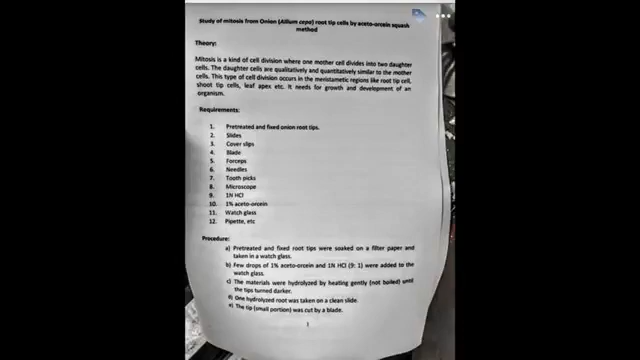 Study of mitosis from Onion (Allium cepa) root tip cells by aceto-orcein squash
method
Theory:
Mitosis is a kind of cell division where one mother cell divides into two daughter
cells. The daughter cells are qualitatively and quantitatively similar to the mother
cells. This type of cell division occurs in the meristametic regions like root tip cell,
shoot tip cells, leaf apex etc. It needs for growth and development of an
organism.
Requirements:
1. Pretreated and fixed onion root tips.
2. Slides
3. Cover slips
4. Blade
5. Forceps
6. Needles
7. Tooth picks
8. Microscope
9. 1N HCl
10. 1% aceto-orcein
11. Watch glass
12. Pipette, etc
Procedure:
a) Pretreated and fixed root tips were soaked on a filter paper and
taken in a watch glass.
b) Few drops of 1% aceto-orcein and 1N HCl (9: 1) were added to the
watch glass.
c) The materials were hydrolyzed by heating gently (not boiled) until
the tips turned darker.
d) One hydrolyzed root was taken on a clean slide.
e) The tip (small portion) was cut by a blade.
1